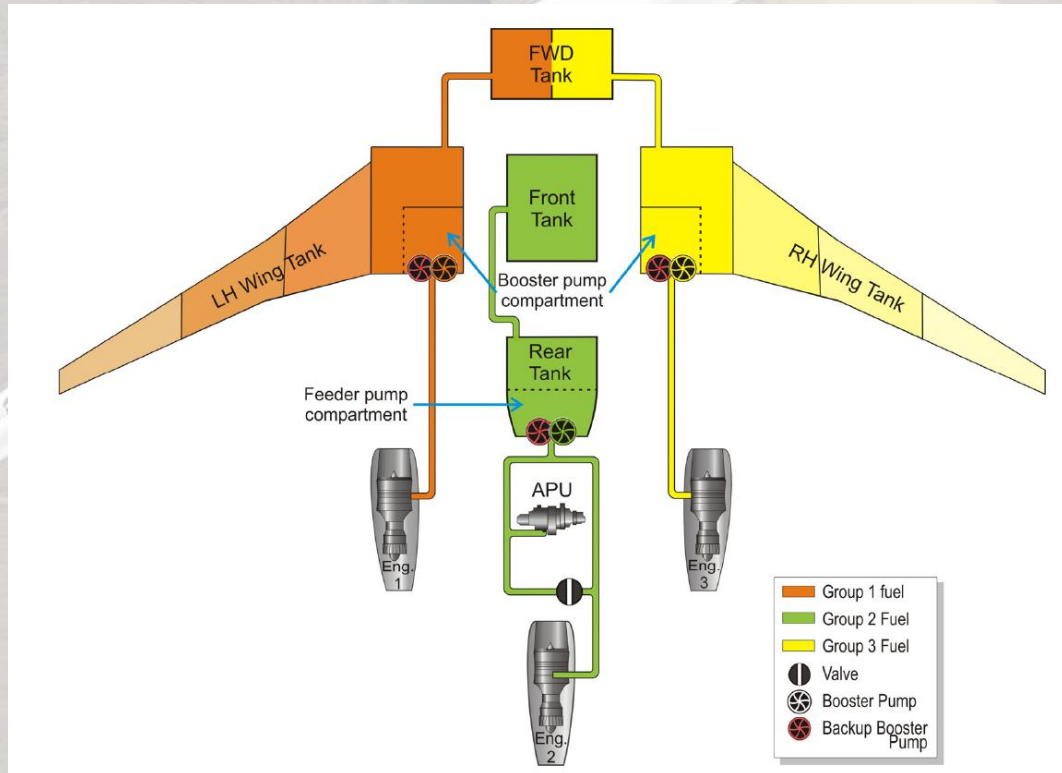 FWD
Tank
Front
Tank
LH Wing Tank
Booster pump
compartment
RH Wing Tank
Rear
Tank
Feeder pump
compartment
APU
Eng.
1
Eng.
3
Eng.
2
Group 1 fuel
Group 2 Fuel
Group 3 Fuel
Valve
Booster Pump
Backup Booster
Pump